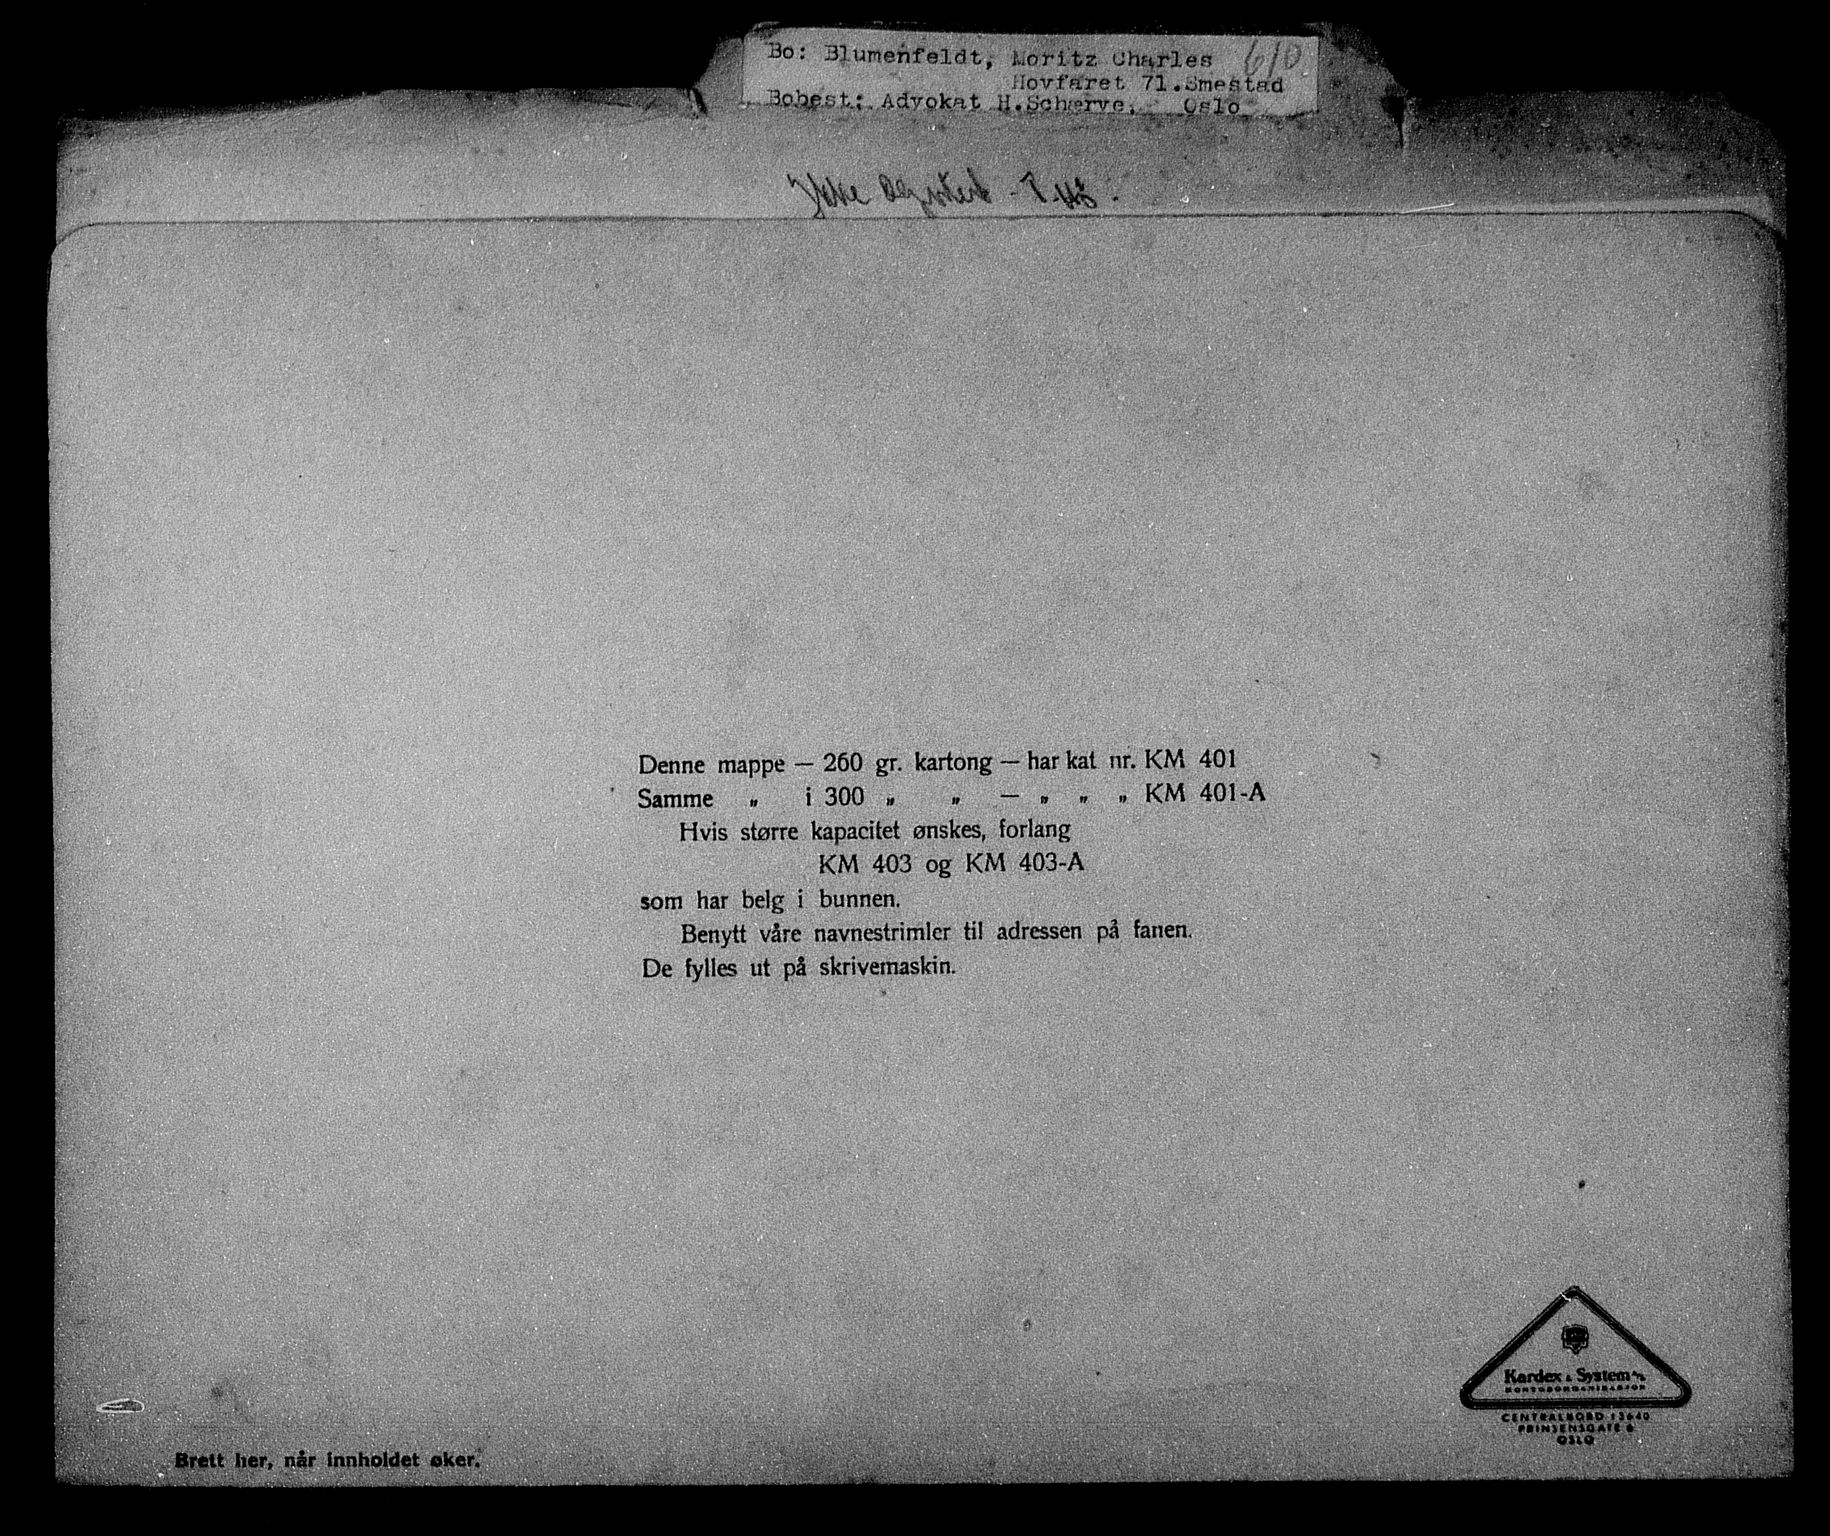 Bo: Blumenfeldt, Moritz Charles 610
Hovfaret 71. Smestad
Bobest: Advokat H. Schærve, Oslo
Ikke
Denne mappe — 260 gr. kartong — har kat nr. KM 401
Samme „ i 300 „ „ — „ „ „ KM 401-A
Hvis større kapacitet ønskes, forlang
KM 403 og KM 403-A
som har belg i bunnen.
Benytt våre navnestrimler til adressen på fanen.
De fylles ut på skrivemaskin.
Kardex & System A/S
KONTORORGANISASJON
CENTRALBORD 13640
PRINSENSGATE 6
OSLO
Brett her, når innholdet øker.